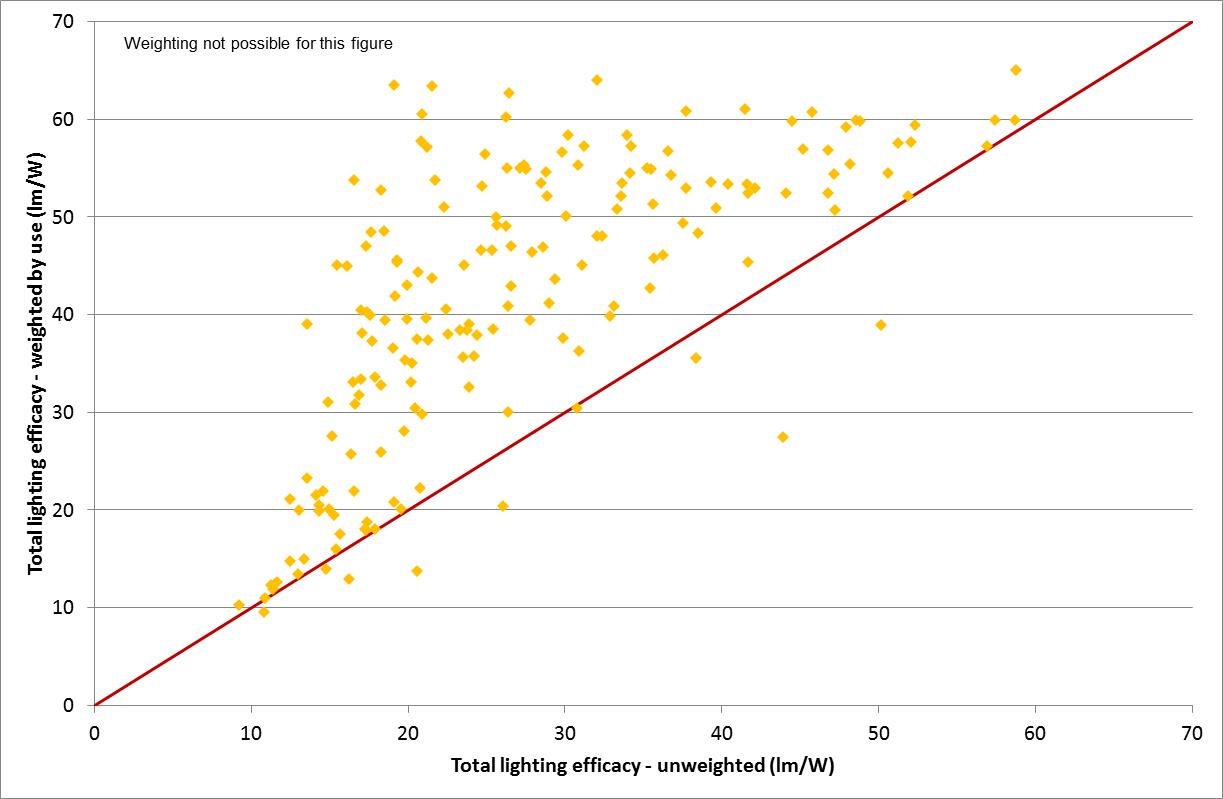 Weighting not possible for this figure
Total lighting efficacy - weighted by use (lm/W)
70
60
50
40
30
20
10
0
0 10 20 30 40 50 60 70
Total lighting efficacy - unweighted (lm/W)